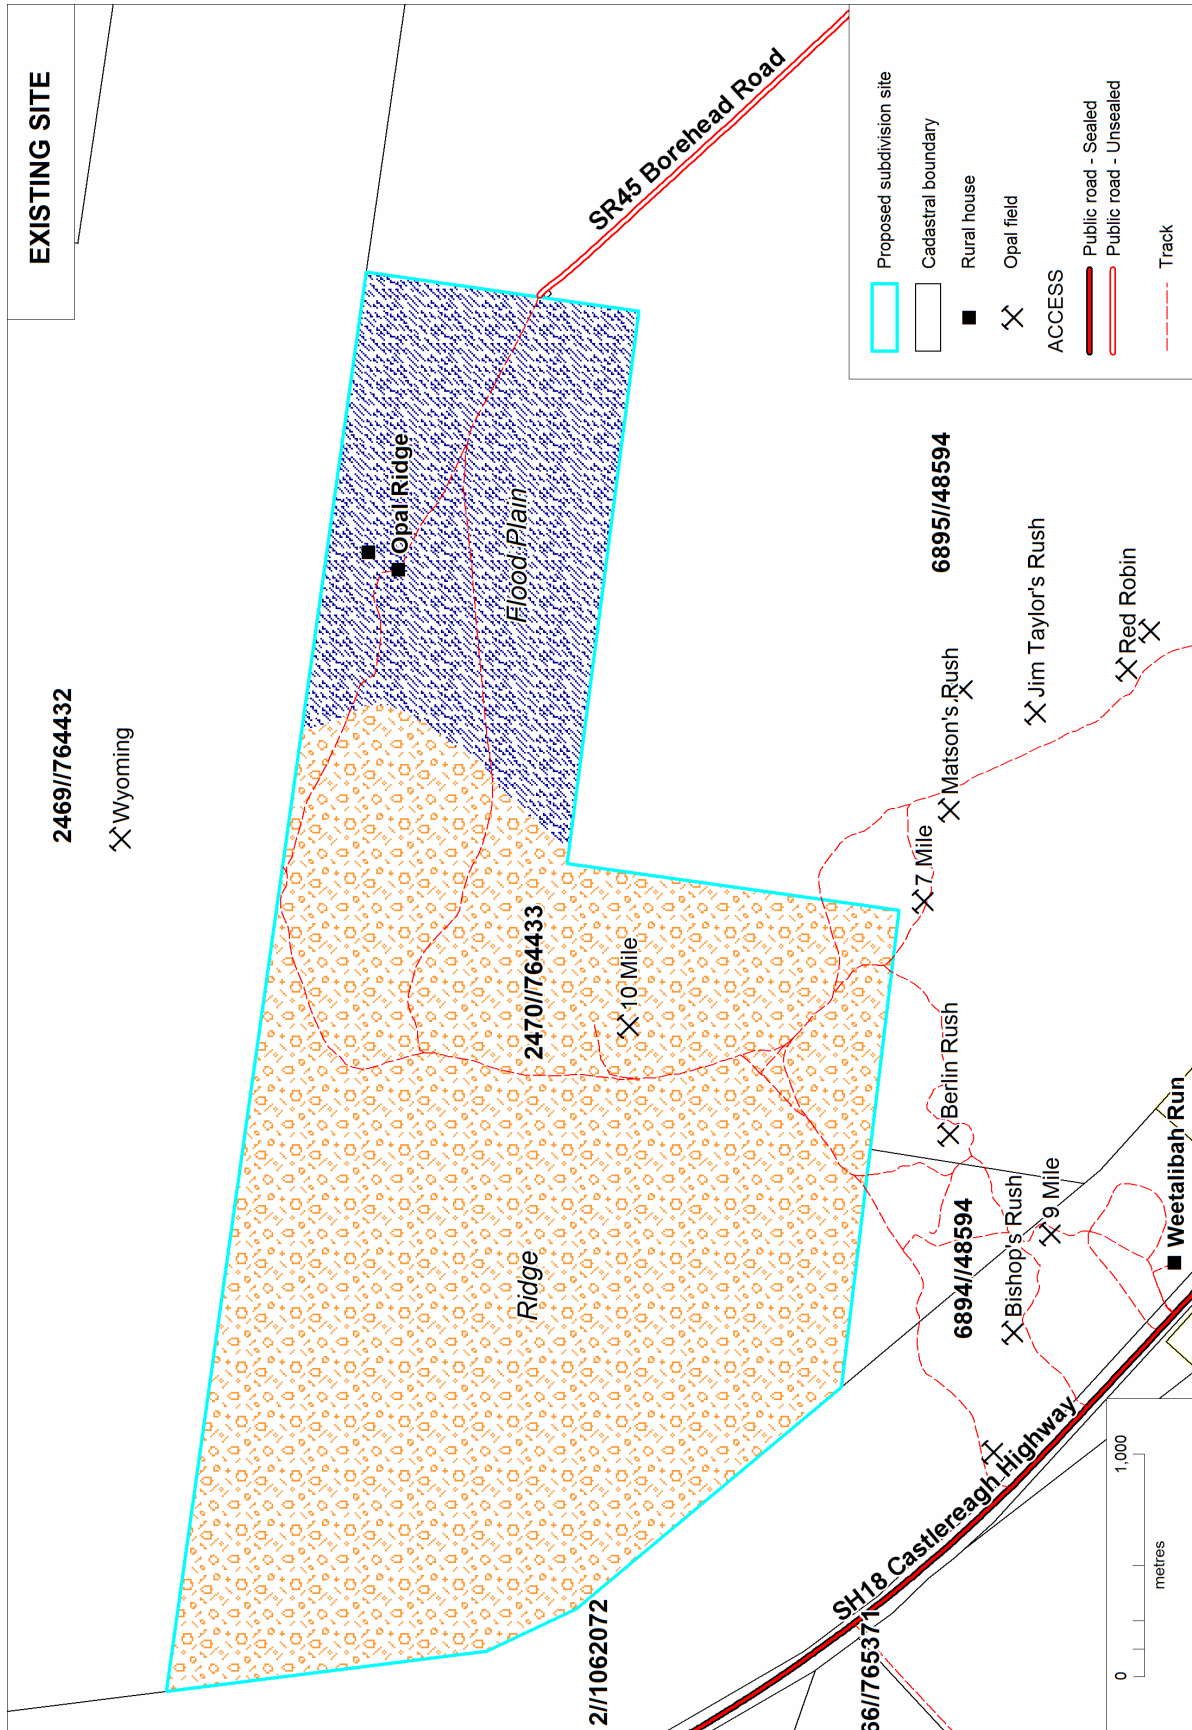 EXISTING SITE
2469//764432
Wyoming
SR45 Borehead Road
Opal Ridge
Flood Plain
2470//764433
10 Mile
Ridge
6895//48594
Matson's Rush
Jim Taylor's Rush
Red Robin
7 Mile
Berlin Rush
9 Mile
Bishop's Rush
6894//48594
Weetalibah Run
SH18 Castlereagh Highway
2//1062072
66//765371
Proposed subdivision site
Cadastral boundary
Rural house
Opal field
ACCESS
Public road - Sealed
Public road - Unsealed
Track
0
1,000
metres